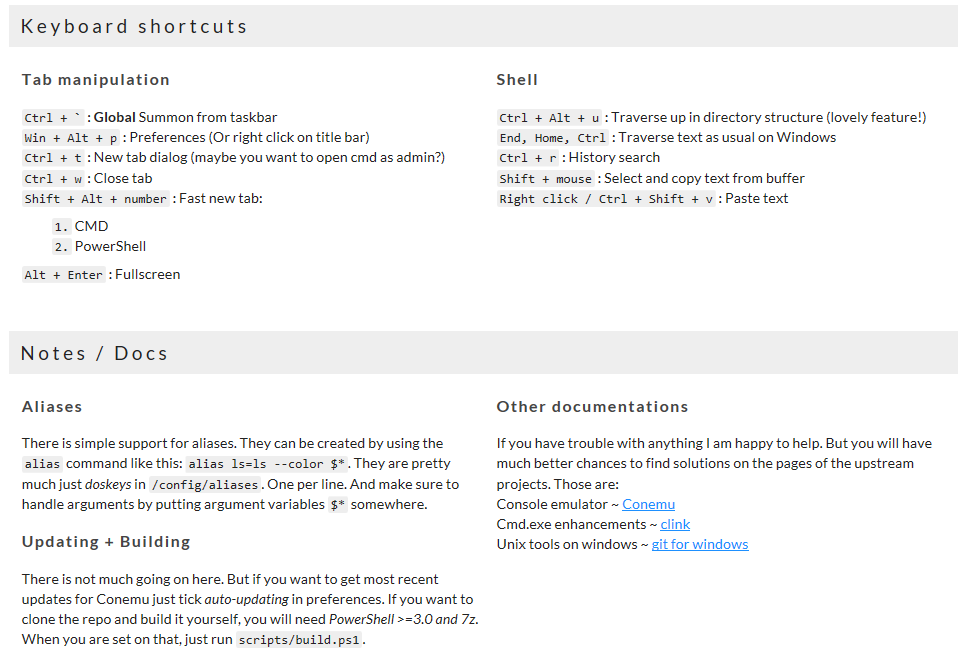 Keyboard shortcuts
Tab manipulation
Ctrl + ` : Global Summon from taskbar
Win + Alt + p : Preferences (Or right click on title bar)
Ctrl + t : New tab dialog (maybe you want to open cmd as admin?)
Ctrl + w : Close tab
Shift + Alt + number : Fast new tab:
1. CMD
2. PowerShell
Alt + Enter : Fullscreen
Shell
Ctrl + Alt + u : Traverse up in directory structure (lovely feature!)
End, Home, Ctrl : Traverse text as usual on Windows
Ctrl + r : History search
Shift + mouse : Select and copy text from buffer
Right click / Ctrl + Shift + v : Paste text
Notes / Docs
Aliases
There is simple support for aliases. They can be created by using the
alias command like this: alias ls=ls --color $*. They are pretty
much just doskeys in /config/aliases. One per line. And make sure to
handle arguments by putting argument variables $* somewhere.
Updating + Building
There is not much going on here. But if you want to get most recent
updates for Conemu just tick auto-updating in preferences. If you want to
clone the repo and build it yourself, you will need PowerShell >=3.0 and 7z.
When you are set on that, just run scripts/build.ps1.
Other documentations
If you have trouble with anything I am happy to help. But you will have
much better chances to find solutions on the pages of the upstream
projects. Those are:
Console emulator ~ Conemu
Cmd.exe enhancements ~ clink
Unix tools on windows ~ git for windows